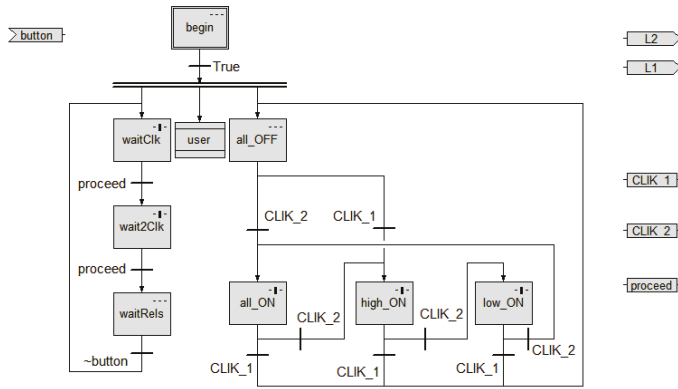 begin
button
L2
L1
True
waitClk
user
all_OFF
proceed
CLIK_1
wait2Clk
CLIK_2
CLIK_1
CLIK_2
proceed
proceed
waitRels
all_ON
high_ON
low_ON
CLIK_2
CLIK_2
~button
CLIK_1
CLIK_1
CLIK_1
CLIK_2